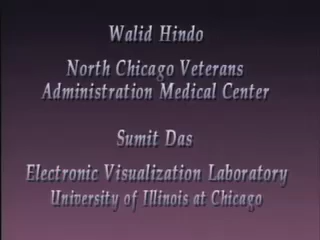 Walid Hindo
North Chicago Veterans
Administration Medical Center
Sumit Das
Electronic Visualization Laboratory
University of Illinois at Chicago